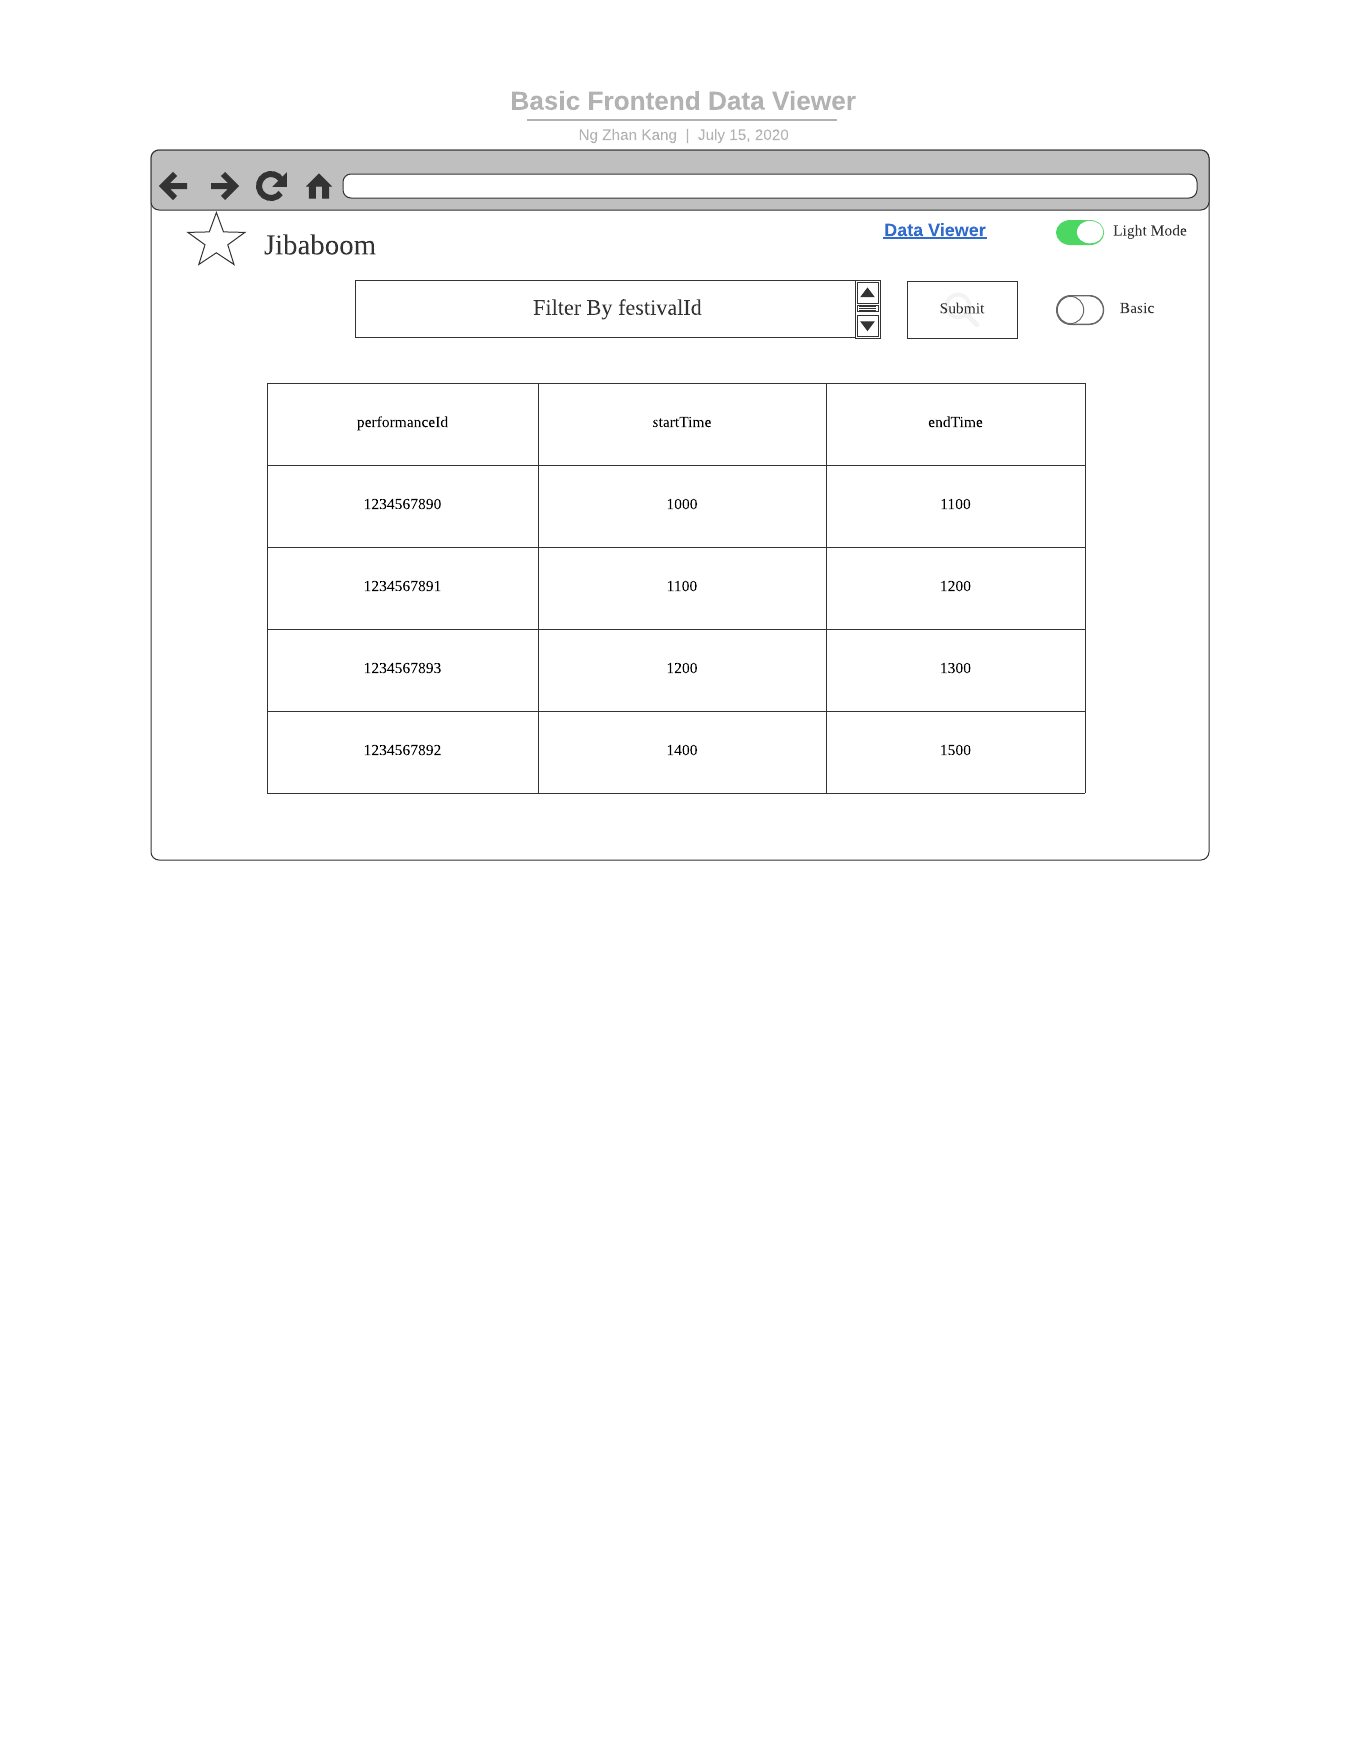 Basic Frontend Data Viewer
Ng Zhan Kang | July 15, 2020
Data Viewer
Light Mode
Jibaboom
Filter By festivalId
Submit
Basic
performanceId startTime endTime
1234567890 1000 1100
1234567891 1100 1200
1234567893 1200 1300
1234567892 1400 1500